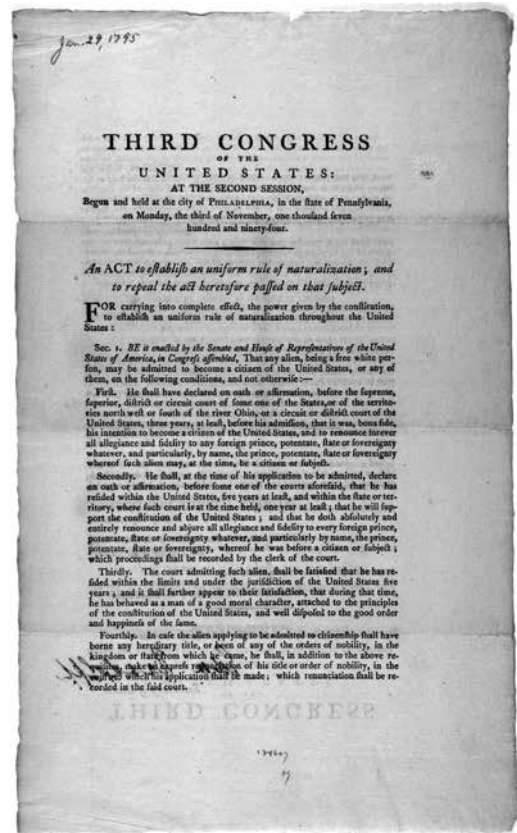 Jan. 29, 1795
THIRD CONGRESS
OF THE
UNITED STATES:
AT THE SECOND SESSION,
Begun and held at the city of PHILADELPHIA, in the ſtate of Pennſylvania,
on Monday, the third of November, one thouſand ſeven
hundred and ninety-four.
An ACT to eſtabliſh an uniform rule of naturalization; and
to repeal the act heretofore paſſed on that ſubject.
FOR carrying into complete effect, the power given by the conſtitution,
to eſtabliſh an uniform rule of naturalization throughout the United
States:
SEC. 1. BE it enacted by the Senate and Houſe of Repreſentatives of the United
States of America, in Congreſs aſſembled, That any alien, being a free white per-
ſon, may be admitted to become a citizen of the United States, or any of
them, on the following conditions, and not otherwiſe:—
Firſt. He ſhall have declared on oath or affirmation, before the ſupreme,
ſuperior, diſtrict or circuit court of ſome one of the States, or of the territo-
ries north weſt or ſouth of the river Ohio, or a circuit or diſtrict court of the
United States, three years, at leaſt, before his admiſſion, that it was, bona fide,
his intention to become a citizen of the United States, and to renounce forever
all allegiance and fidelity to any foreign prince, potentate, ſtate or ſovereignty
whatever, and particularly, by name, the prince, potentate, ſtate or ſovereignty
whereof ſuch alien may, at the time, be a citizen or ſubject.
Secondly. He ſhall, at the time of his application to be admitted, declare
on oath or affirmation, before ſome one of the courts aforeſaid, that he has
reſided within the United States, five years at leaſt, and within the ſtate or ter-
ritory, where ſuch court is at the time held, one year at leaſt; that he will ſup-
port the conſtitution of the United States; and that he doth abſolutely and
entirely renounce and abjure all allegiance and fidelity to every foreign prince,
potentate, ſtate or ſovereignty whatever, and particularly by name, the prince,
potentate, ſtate or ſovereignty, whereof he was before a citizen or ſubject;
which proceedings ſhall be recorded by the clerk of the court.
Thirdly. The court admitting ſuch alien, ſhall be ſatisfied that he has re-
ſided within the limits and under the juriſdiction of the United States five
years; and it ſhall further appear to their ſatisfaction, that during that time,
he has behaved as a man of a good moral character, attached to the principles
of the conſtitution of the United States, and well diſpoſed to the good order
and happineſs of the ſame.
Fourthly. In caſe the alien applying to be admitted to citizenſhip ſhall have
borne any hereditary title, or been of any of the orders of nobility, in the
kingdom or ſtate from which he came, he ſhall, in addition to the above re-
make an expreſs of his title or order of nobility, in the
court to which his application ſhall be made; which renunciation ſhall be re-
corded in the ſaid court.
THIRD CONGRESS